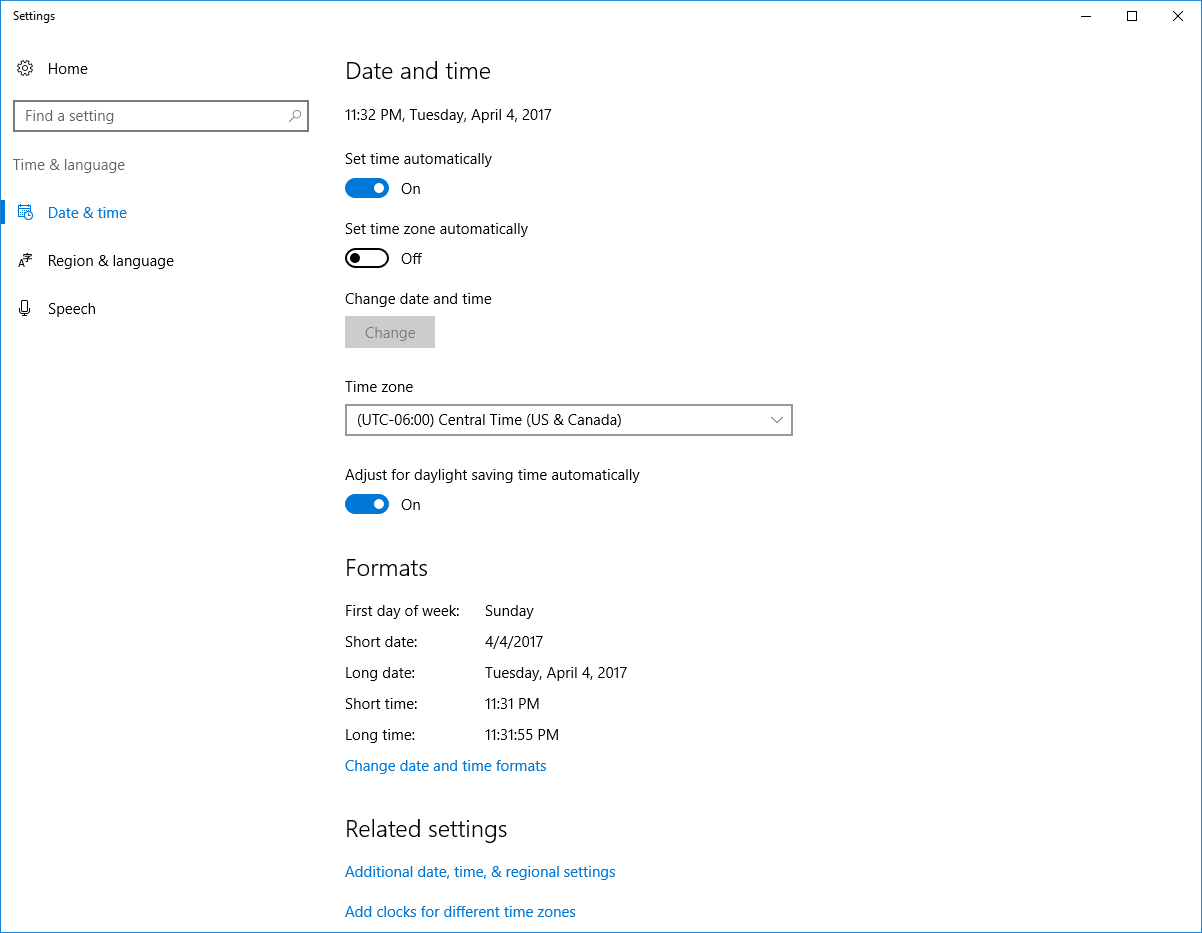 Settings
Home
Find a setting
Time & language
Date & time
Region & language
Speech
Date and time
11:32 PM, Tuesday, April 4, 2017
Set time automatically
On
Set time zone automatically
Off
Change date and time
Change
Time zone
(UTC-06:00) Central Time (US & Canada)
Adjust for daylight saving time automatically
On
Formats
First day of week: Sunday
Short date: 4/4/2017
Long date: Tuesday, April 4, 2017
Short time: 11:31 PM
Long time: 11:31:55 PM
Change date and time formats
Related settings
Additional date, time, & regional settings
Add clocks for different time zones